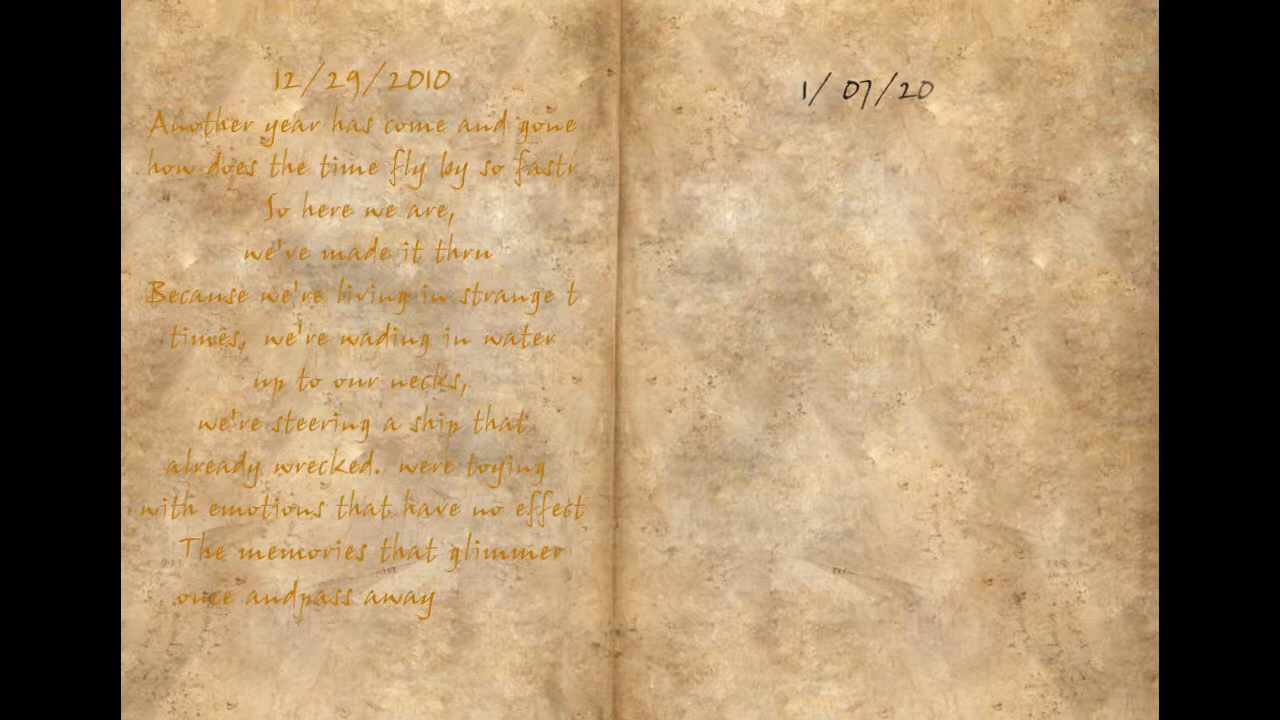 12/29/2010
Another year has come and gone
how does the time fly by so fastr
So here we are,
we've made it thru
Because we're living in strange t
times, we're wading in water
up to our necks,
we're steering a ship that
already wrecked. were toying
with emotions that have no effect
The memories that glimmer
once andpass away
1/ 07/20